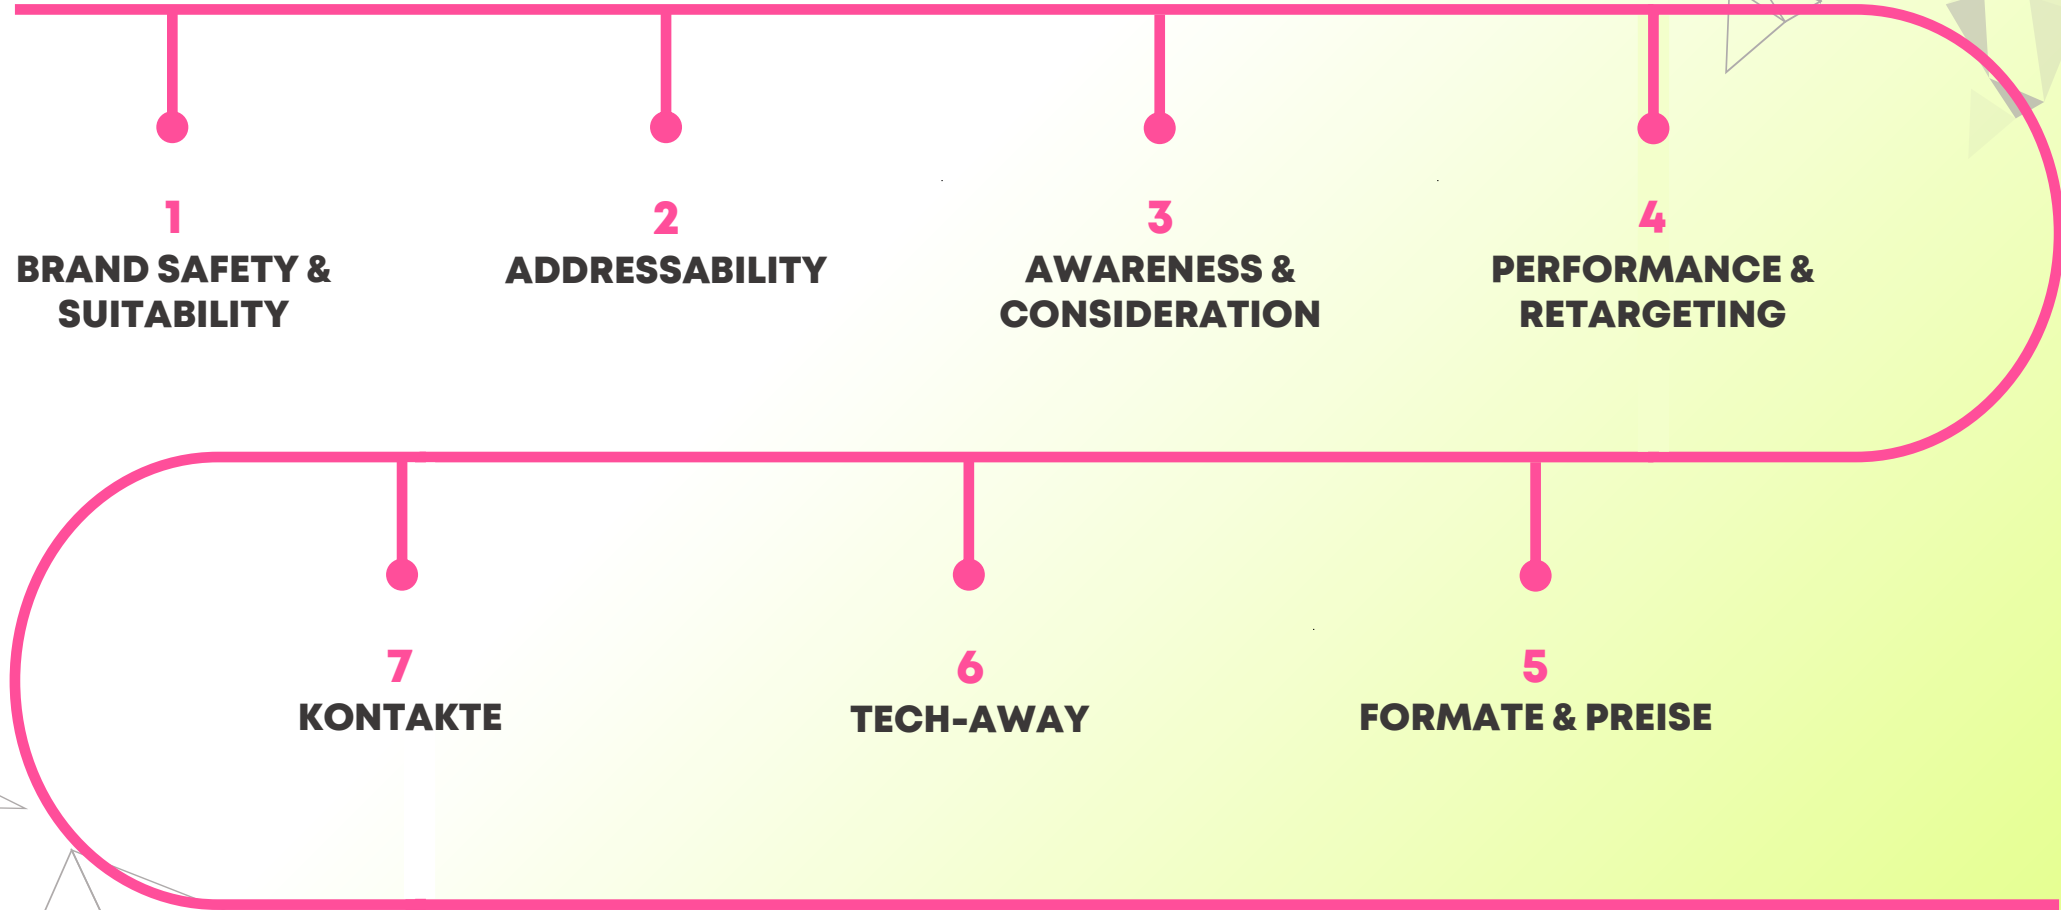 1
BRAND SAFETY &
SUITABILITY
2
ADDRESSABILITY
3
AWARENESS &
CONSIDERATION
4
PERFORMANCE &
RETARGETING
5
FORMATE & PREISE
6
TECH-AWAY
7
KONTAKTE